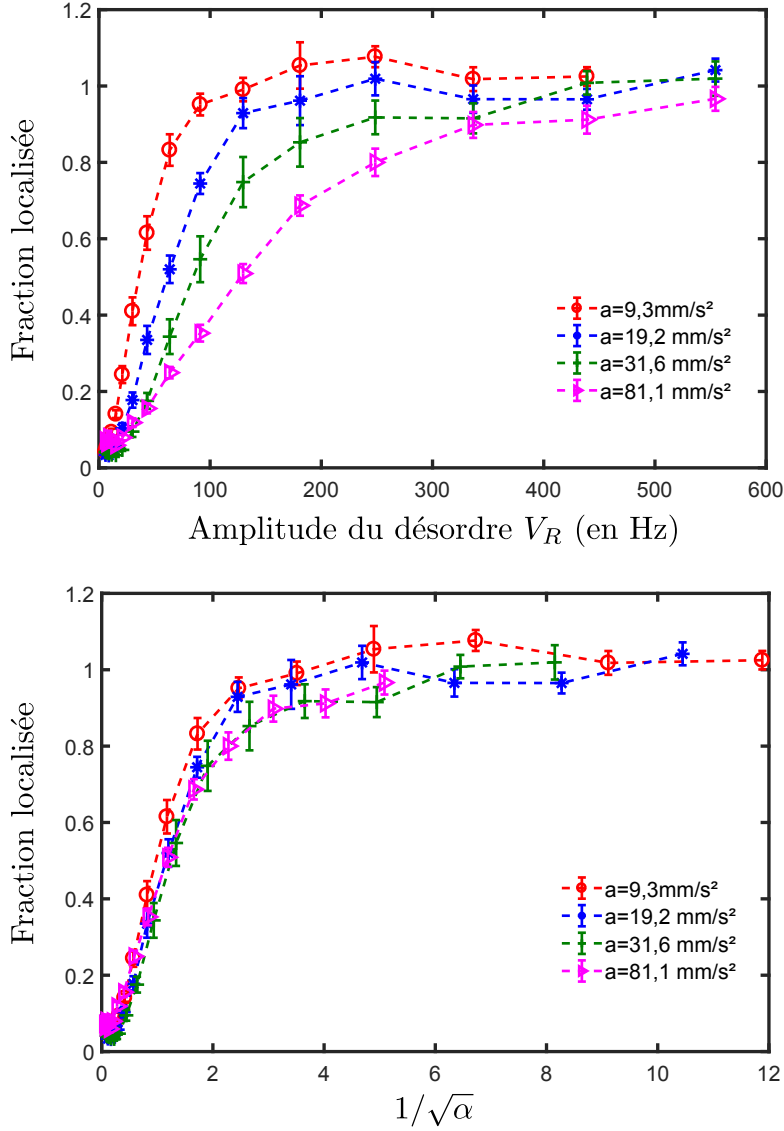 1.2
1
0.8
0.6
0.4
0.2
0
Fraction localisée
a=9,3mm/s²
a=19,2 mm/s²
a=31,6 mm/s²
a=81,1 mm/s²
0 100 200 300 400 500 600
Amplitude du désordre V_R (en Hz)
1.2
1
0.8
0.6
0.4
0.2
0
Fraction localisée
a=9,3mm/s²
a=19,2 mm/s²
a=31,6 mm/s²
a=81,1 mm/s²
0 2 4 6 8 10 12
1/√α